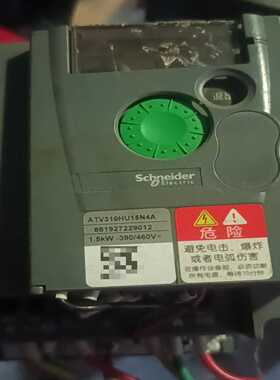 Schneider
Electric
ATV310HU15N4A
881927229012
1.5kW -380/460V~
危险
避免电击、爆炸
或者电弧伤害